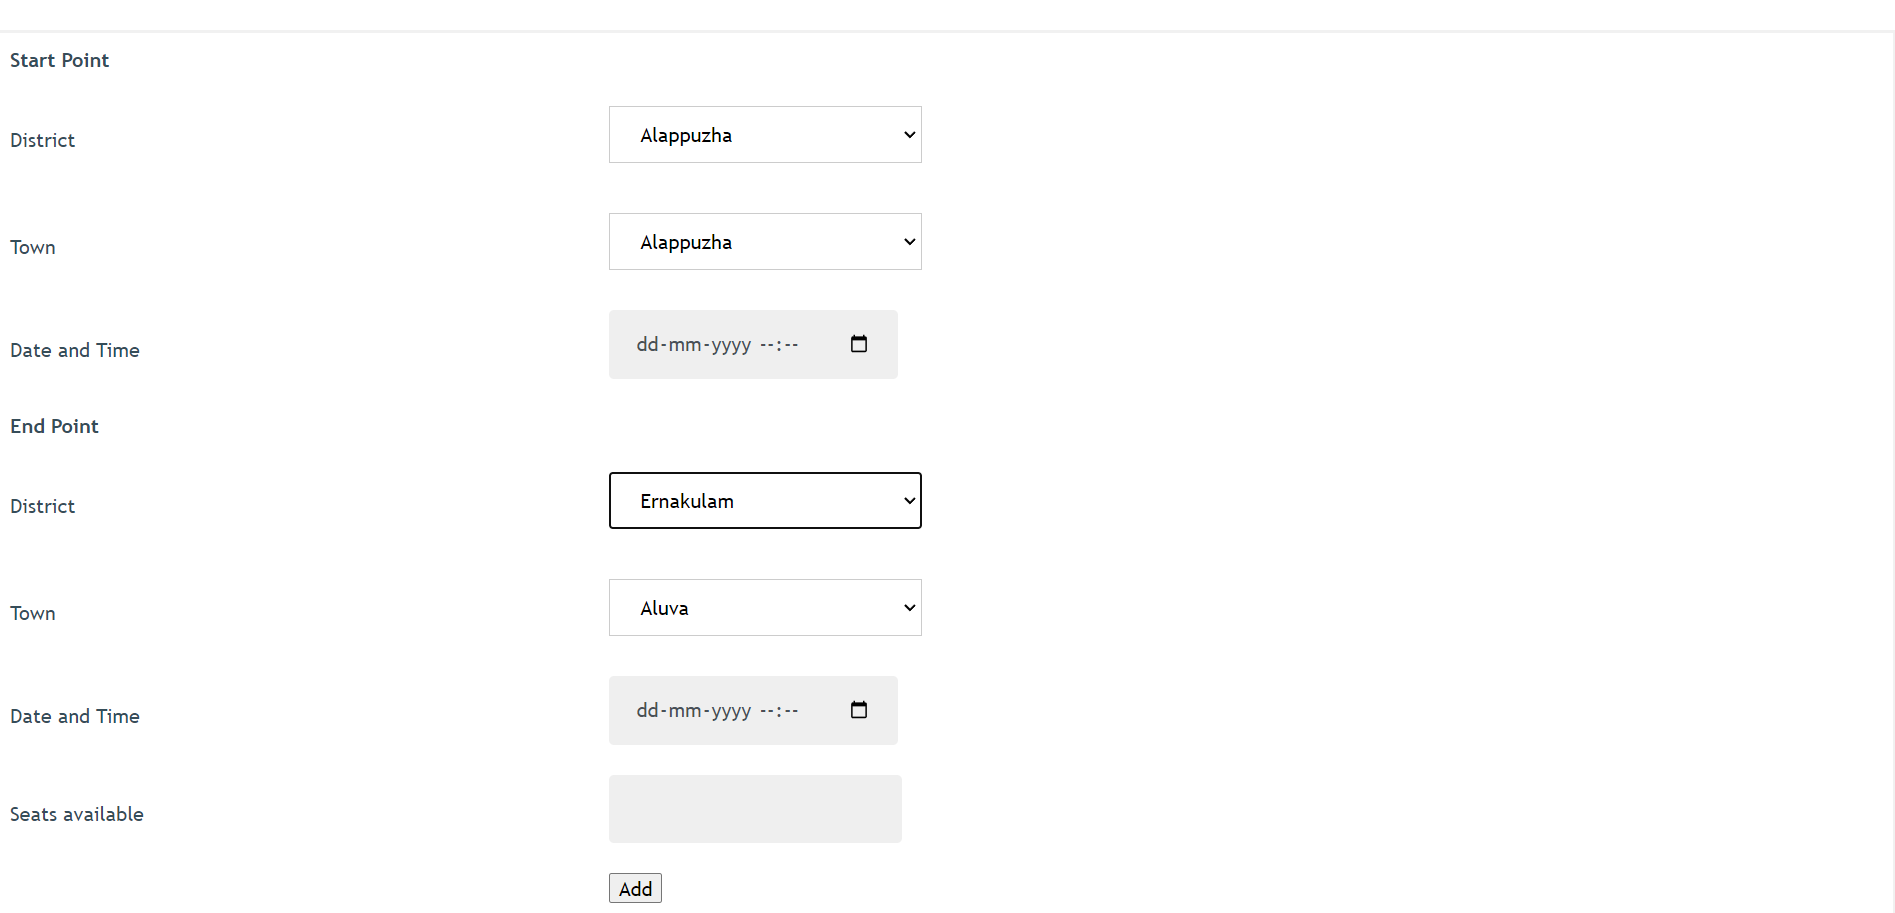 Start Point
District
Alappuzha
Town
Alappuzha
Date and Time
dd-mm-yyyy --:--
End Point
District
Ernakulam
Town
Aluva
Date and Time
dd-mm-yyyy --:--
Seats available
Add